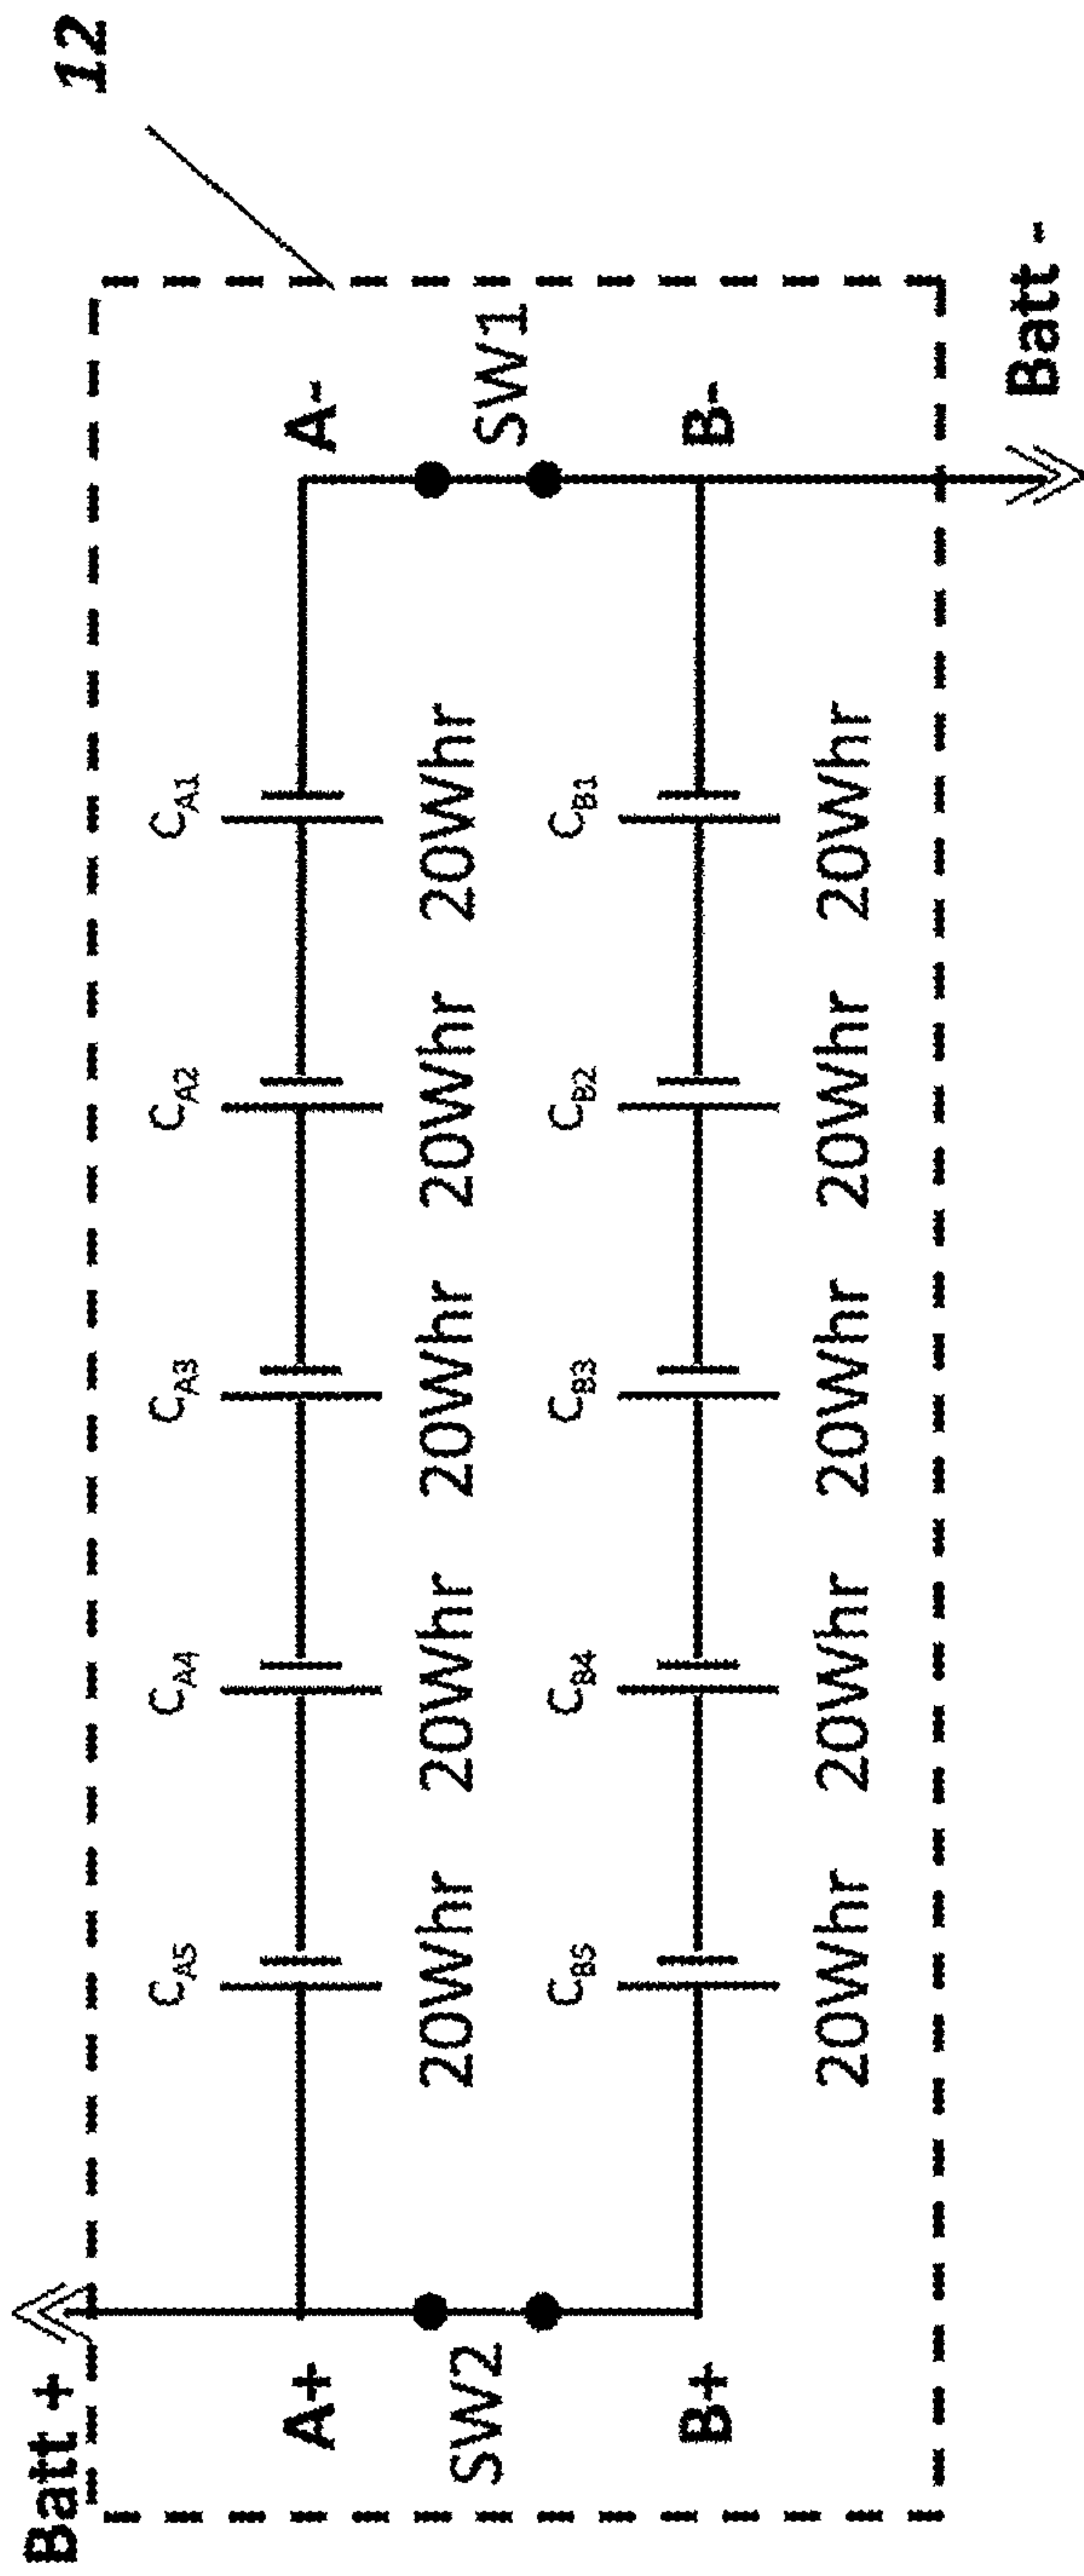 12
Batt +
A+
A-
C_A5 C_A4 C_A3 C_A2 C_A1
20Whr 20Whr 20Whr 20Whr 20Whr
SW2
SW1
C_B5 C_B4 C_B3 C_B2 C_B1
B+
B-
20Whr 20Whr 20Whr 20Whr 20Whr
Batt -